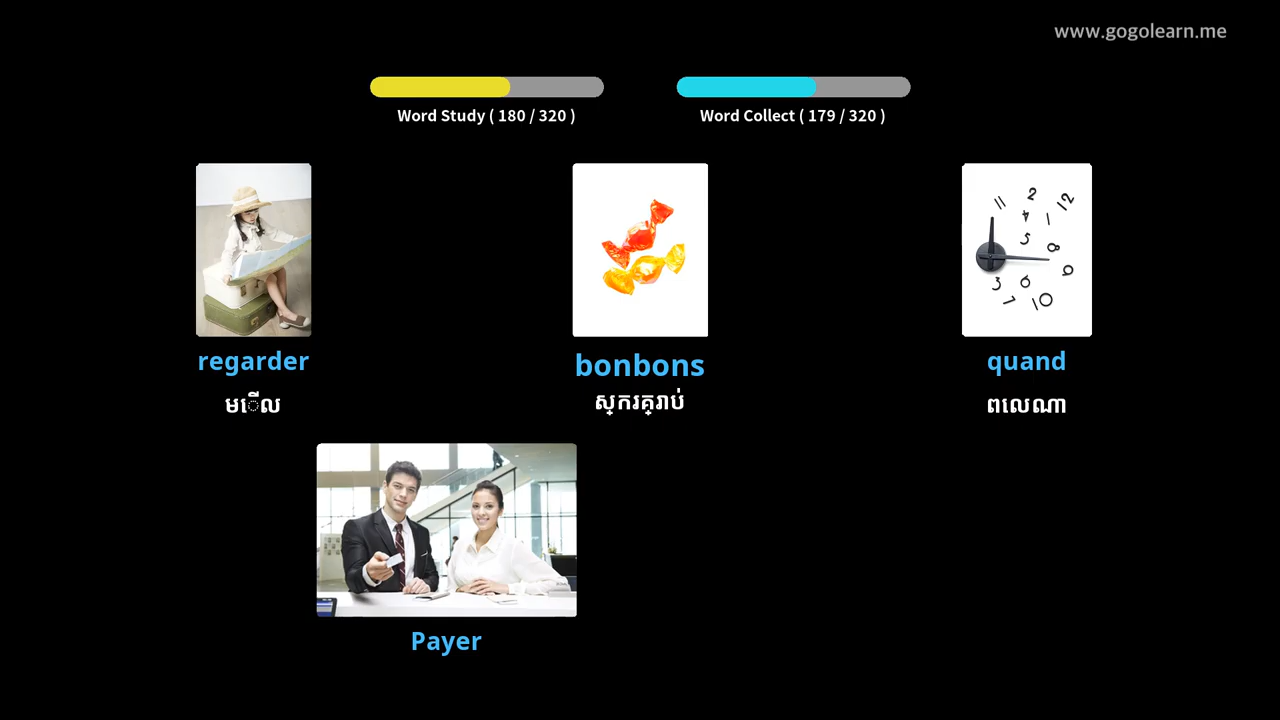 www.gogolearn.me
Word Study ( 180 / 320 )
Word Collect ( 179 / 320 )
regarder
bonbons
quand
មើល
ស្ករគ្រាប់
ពេលណា
Payer